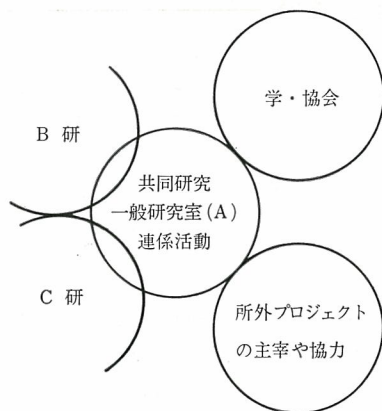 学・協会
B 研
共同研究
一般研究室(A)
連係活動
C 研
所外プロジェクト
の主宰や協力